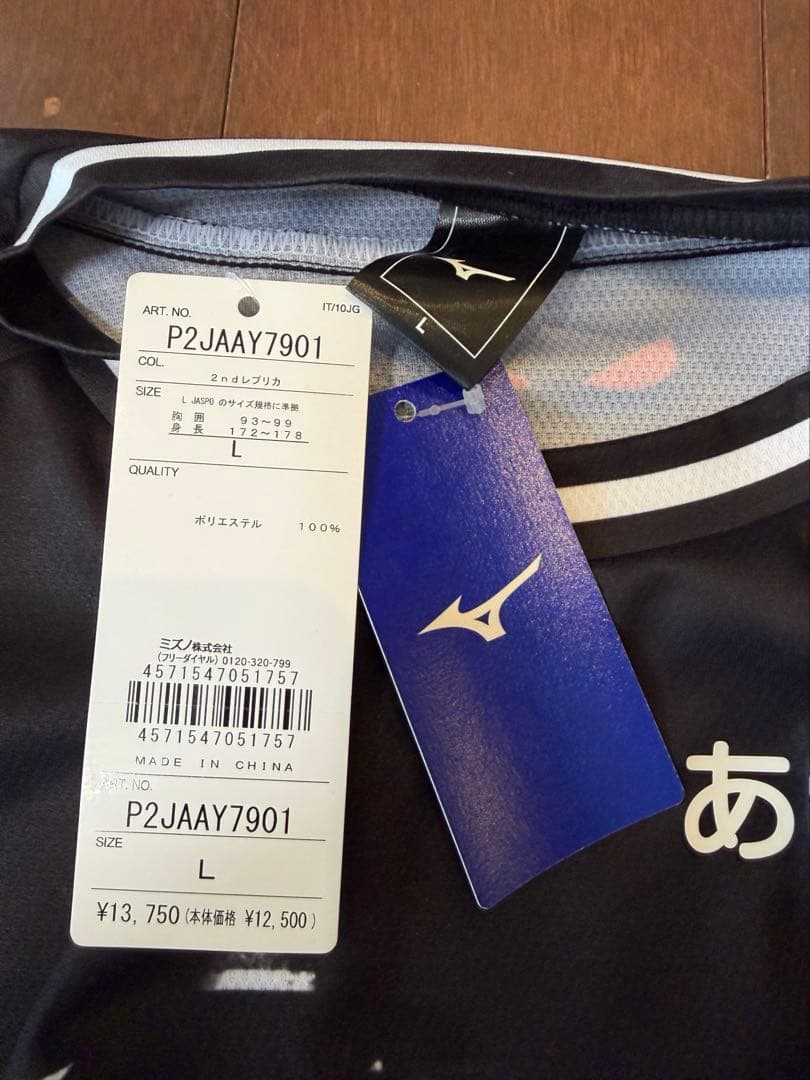 ART. NO.
IT/10JG
P2JAAY7901
COL.
2ndレプリカ
SIZE
L JASPO のサイズ規格に準拠
胸囲 93~99
身長 172~178
L
QUALITY
ポリエステル 100%
ミズノ株式会社
(フリーダイヤル) 0120-320-799
4571547051757
4571547051757
MADE IN CHINA
ART. NO.
P2JAAY7901
SIZE
L
¥13,750(本体価格 ¥12,500)
L
あ